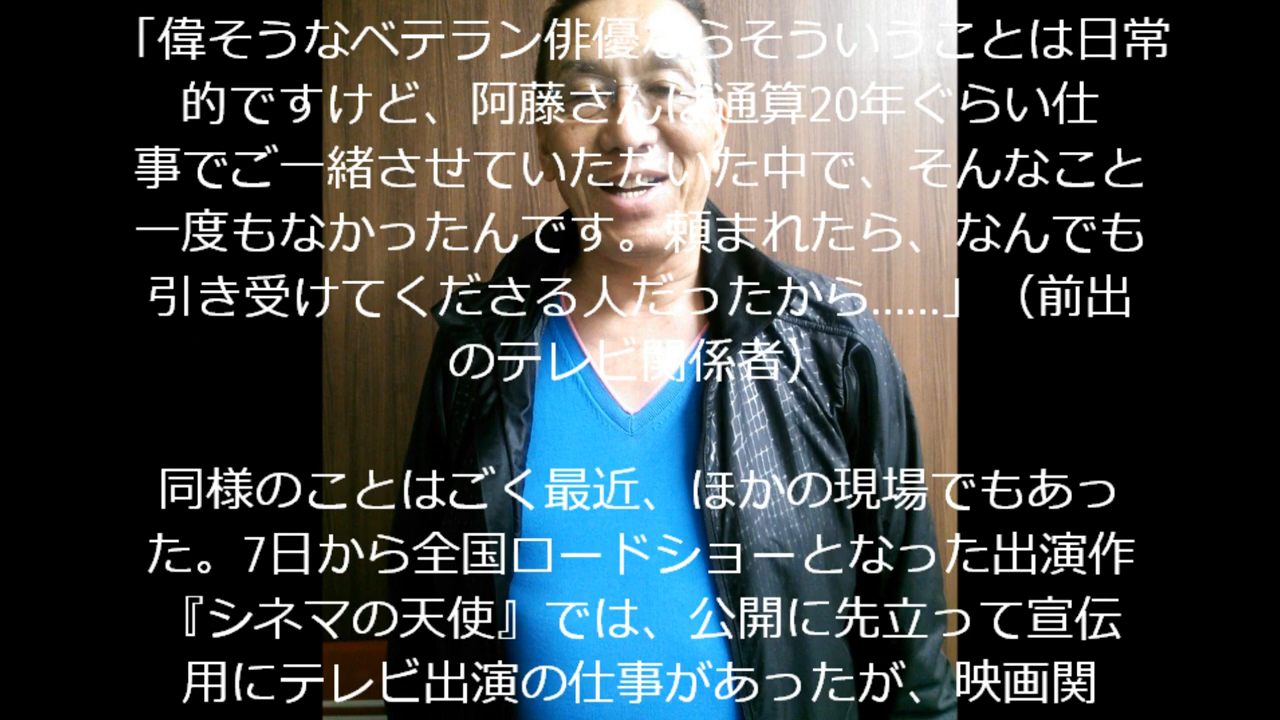 「偉そうなベテラン俳優ならそういうことは日常
的ですけど、阿藤さんは通算20年ぐらい仕
事でご一緒させていただいた中で、そんなこと
一度もなかったんです。頼まれたら、なんでも
引き受けてくださる人だったから……」（前出
のテレビ関係者）
同様のことはごく最近、ほかの現場でもあっ
た。7日から全国ロードショーとなった出演作
『シネマの天使』では、公開に先立って宣伝
用にテレビ出演の仕事があったが、映画関